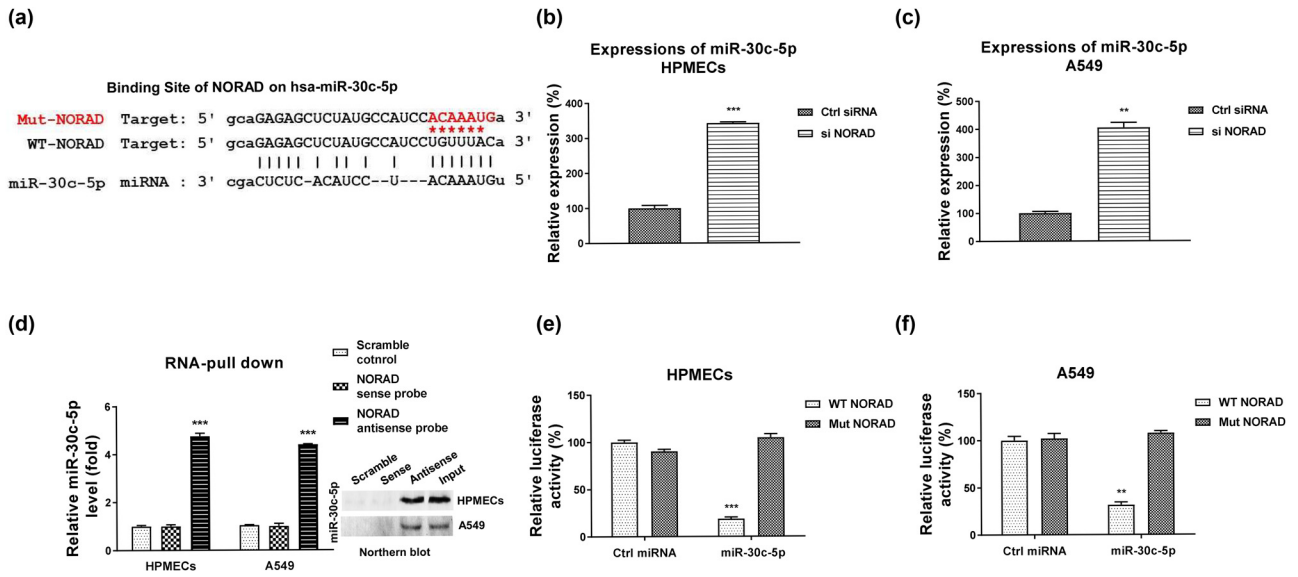 (a)
Binding Site of NORAD on hsa-miR-30c-5p
Mut-NORAD Target: 5' gcaGAGAGCUCUAUGCCAUCCACAAAUGa 3'
******
WT-NORAD Target: 5' gcaGAGAGCUCUAUGCCAUCCUGUUUACa 3'
||||| | || | | |||||||
miR-30c-5p miRNA : 3' cgaCUCUC-ACAUCC--U---ACAAAUGu 5'
(b)
Expressions of miR-30c-5p
HPMECs
Relative expression (%)
400
300
200
100
0
***
Ctrl siRNA
si NORAD
(c)
Expressions of miR-30c-5p
A549
Relative expression (%)
500
400
300
200
100
0
**
Ctrl siRNA
si NORAD
(d)
RNA-pull down
Relative miR-30c-5p
level (fold)
6
4
2
0
***
***
HPMECs
A549
Scramble
cotnrol
NORAD
sense probe
NORAD
antisense probe
Scramble
Sense
Antisense
Input
miR-30c-5p
HPMECs
A549
Northern blot
(e)
HPMECs
Relative luciferase
activity (%)
150
100
50
0
***
Ctrl miRNA
miR-30c-5p
WT NORAD
Mut NORAD
(f)
A549
Relative luciferase
activity (%)
150
100
50
0
**
Ctrl miRNA
miR-30c-5p
WT NORAD
Mut NORAD